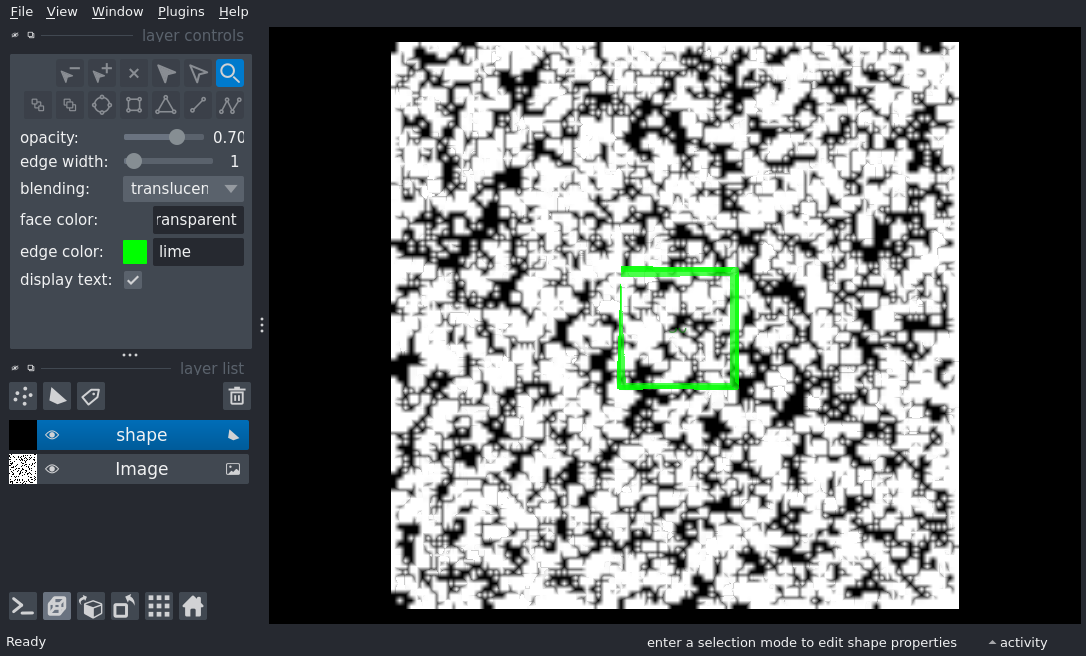 File View Window Plugins Help
layer controls
opacity: 0.70
edge width: 1
blending: translucen
face color: ransparent
edge color: lime
display text:
layer list
shape
Image
Ready
enter a selection mode to edit shape properties
activity